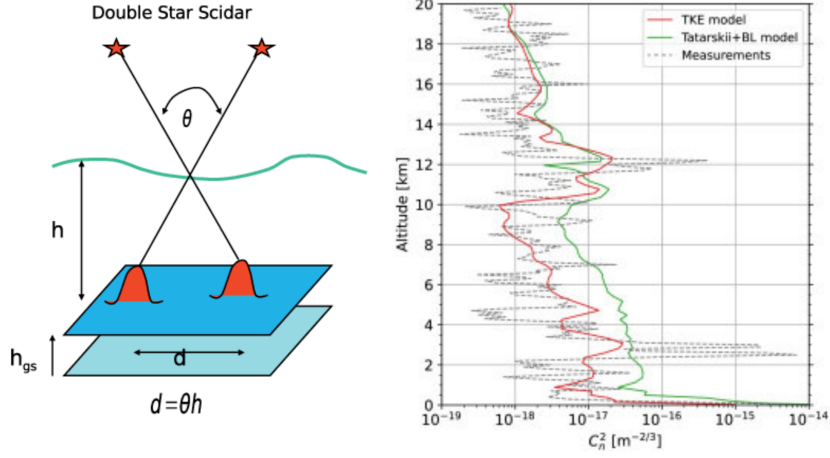 Double Star Scidar
θ
h
h_gs
d
d=θh
20
18
16
14
12
10
8
6
4
2
0
Altitude [km]
TKE model
Tatarskii+BL model
Measurements
10⁻¹⁹
10⁻¹⁸
10⁻¹⁷
10⁻¹⁶
10⁻¹⁵
10⁻¹⁴
C_n² [m⁻²/³]